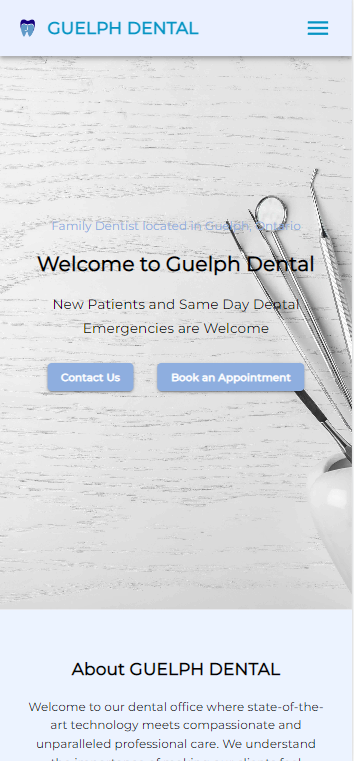 GUELPH DENTAL
Family Dentist located in Guelph, Ontario
Welcome to Guelph Dental
New Patients and Same Day Dental
Emergencies are Welcome
Contact Us
Book an Appointment
About GUELPH DENTAL
Welcome to our dental office where state-of-the-
art technology meets compassionate and
unparalleled professional care. We understand